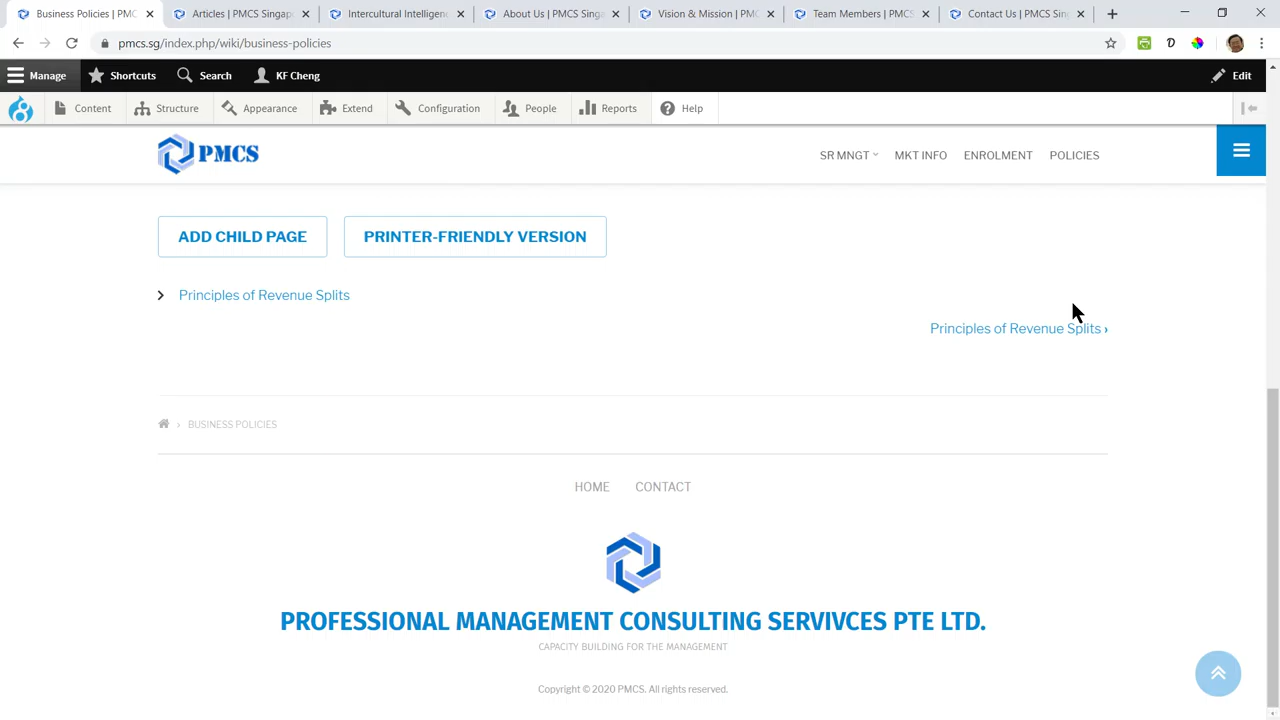 Business Policies | PMC
Articles | PMCS Singap
Intercultural Intelligenc
About Us | PMCS Singa
Vision & Mission | PMC
Team Members | PMCS
Contact Us | PMCS Sing
pmcs.sg/index.php/wiki/business-policies
Manage
Shortcuts
Search
KF Cheng
Edit
Content
Structure
Appearance
Extend
Configuration
People
Reports
Help
PMCS
SR MNGT
MKT INFO
ENROLMENT
POLICIES
ADD CHILD PAGE
PRINTER-FRIENDLY VERSION
Principles of Revenue Splits
Principles of Revenue Splits ›
› BUSINESS POLICIES
HOME
CONTACT
PROFESSIONAL MANAGEMENT CONSULTING SERVIVCES PTE LTD.
CAPACITY BUILDING FOR THE MANAGEMENT
Copyright © 2020 PMCS. All rights reserved.